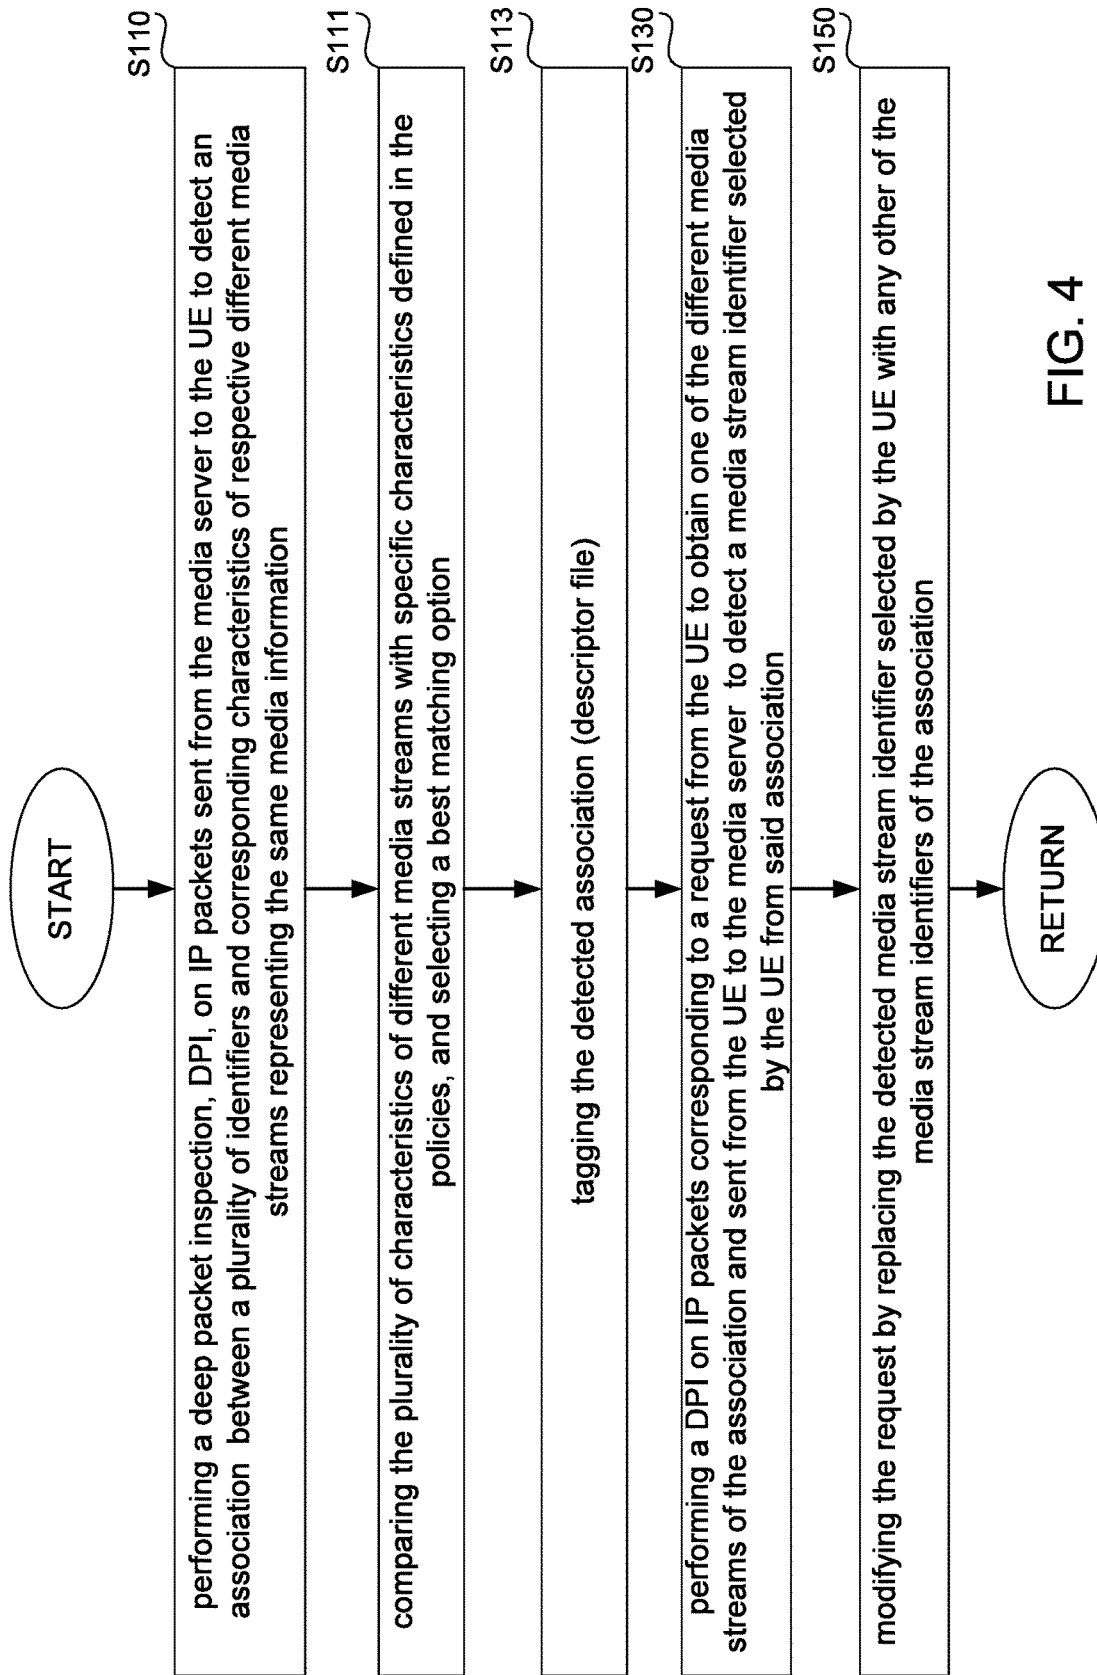 START
S110
performing a deep packet inspection, DPI, on IP packets sent from the media server to the UE to detect an
association between a plurality of identifiers and corresponding characteristics of respective different media
streams representing the same media information
S111
comparing the plurality of characteristics of different media streams with specific characteristics defined in the
policies, and selecting a best matching option
S113
tagging the detected association (descriptor file)
S130
performing a DPI on IP packets corresponding to a request from the UE to obtain one of the different media
streams of the association and sent from the UE to the media server to detect a media stream identifier selected
by the UE from said association
S150
modifying the request by replacing the detected media stream identifier selected by the UE with any other of the
media stream identifiers of the association
RETURN
FIG. 4